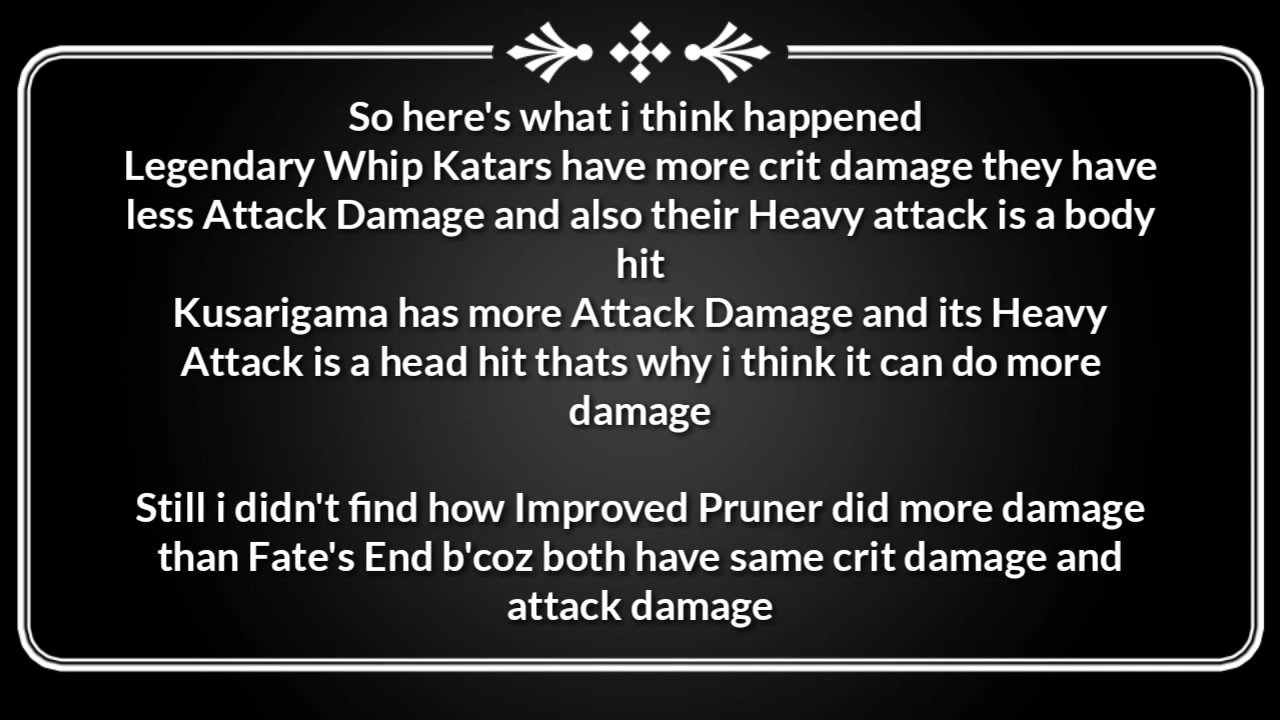 So here's what i think happened
Legendary Whip Katars have more crit damage they have
less Attack Damage and also their Heavy attack is a body
hit
Kusarigama has more Attack Damage and its Heavy
Attack is a head hit thats why i think it can do more
damage
Still i didn't find how Improved Pruner did more damage
than Fate's End b'coz both have same crit damage and
attack damage